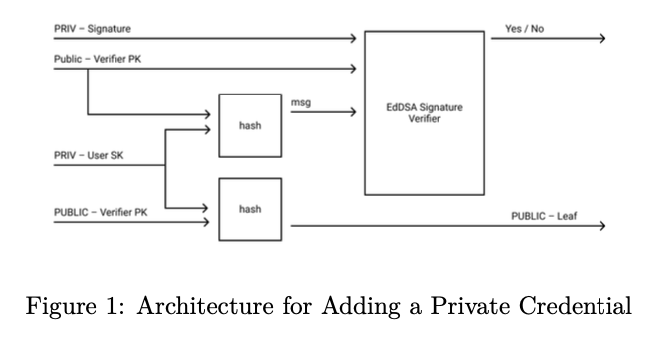 PRIV – Signature
Yes / No
Public – Verifier PK
msg
hash
EdDSA Signature
Verifier
PRIV – User SK
hash
PUBLIC – Verifier PK
PUBLIC – Leaf
Figure 1: Architecture for Adding a Private Credential